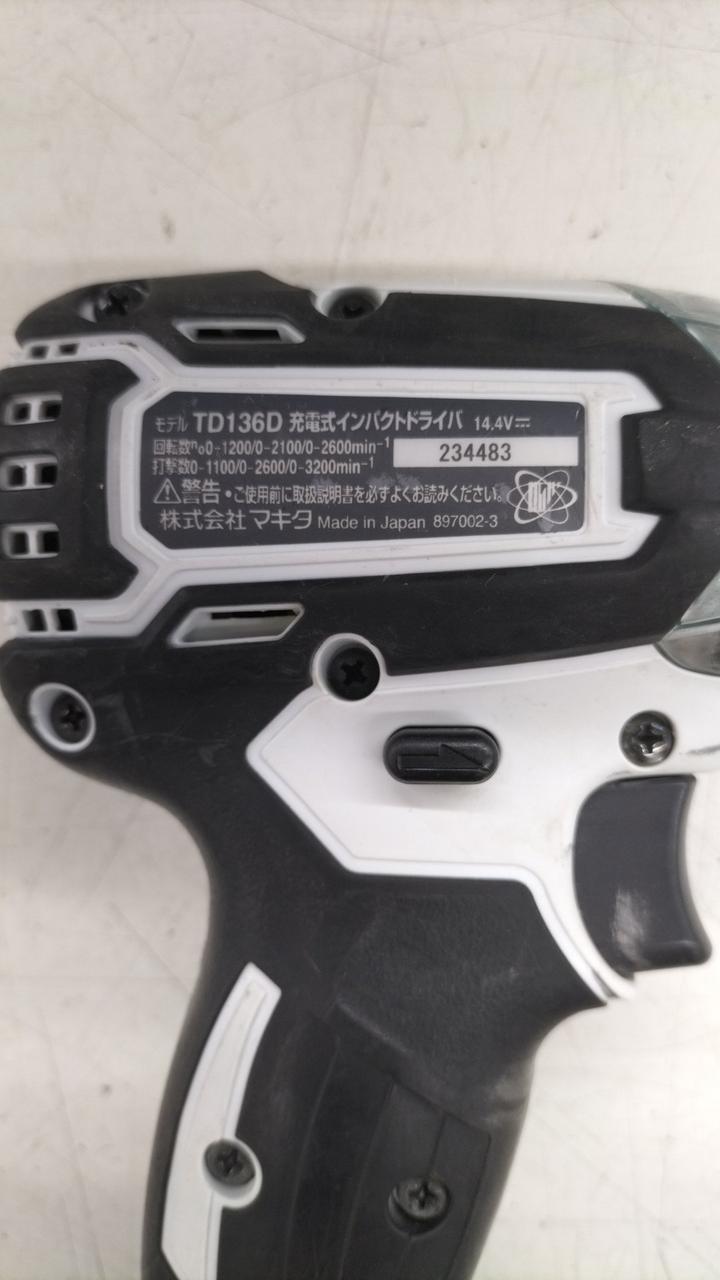 モデル TD136D 充電式インパクトドライバ 14.4V⎓
回転数n₀0-1200/0-2100/0-2600min⁻¹
打撃数0-1100/0-2600/0-3200min⁻¹
234483
⚠警告・ご使用前に取扱説明書を必ずよくお読みください。
株式会社 マキタ Made in Japan 897002-3